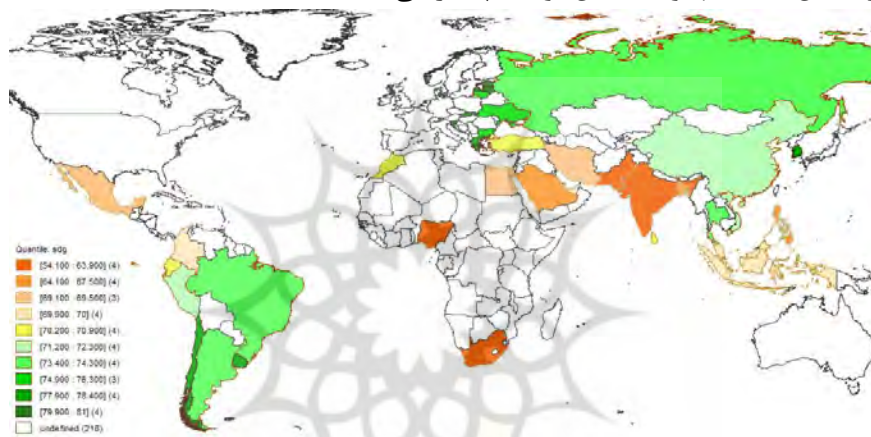 Quantile: sdg
[54.100 : 63.900] (4)
[64.100 : 67.500] (4)
[69.100 : 69.500] (3)
[69.900 : 70] (4)
[70.200 : 70.900] (4)
[71.200 : 72.300] (4)
[73.400 : 74.300] (4)
[74.900 : 76.300] (3)
[77.900 : 78.400] (4)
[79.900 : 81] (4)
undefined (218)